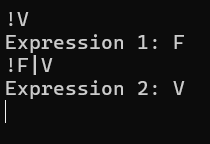 !V
Expression 1: F
!F|V
Expression 2: V